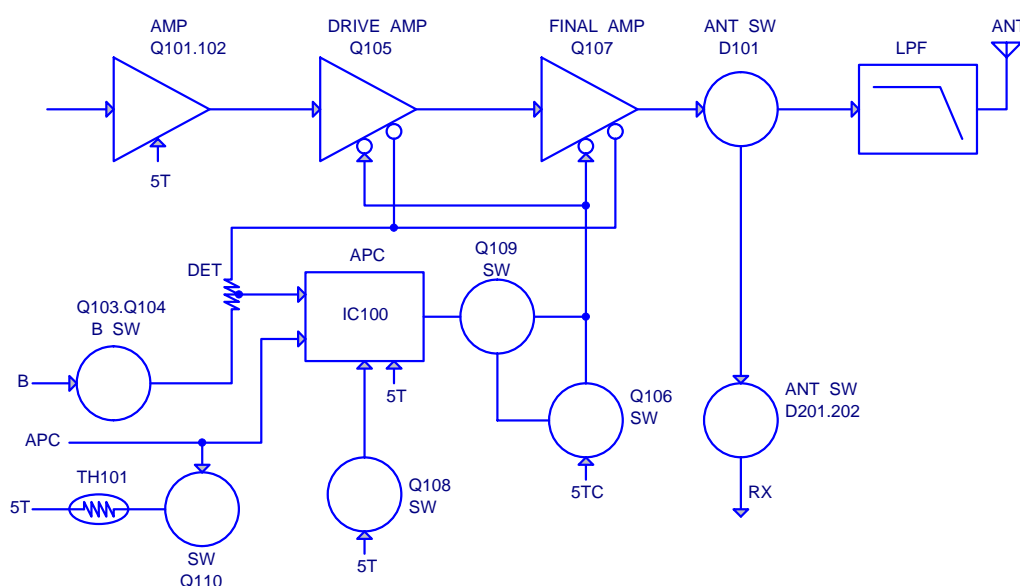 AMP
Q101.102
DRIVE AMP
Q105
FINAL AMP
Q107
ANT SW
D101
LPF
ANT
5T
DET
APC
IC100
Q109
SW
Q103.Q104
B SW
B
5T
Q106
SW
ANT SW
D201.202
APC
TH101
5T
SW
Q110
Q108
SW
5T
5TC
RX